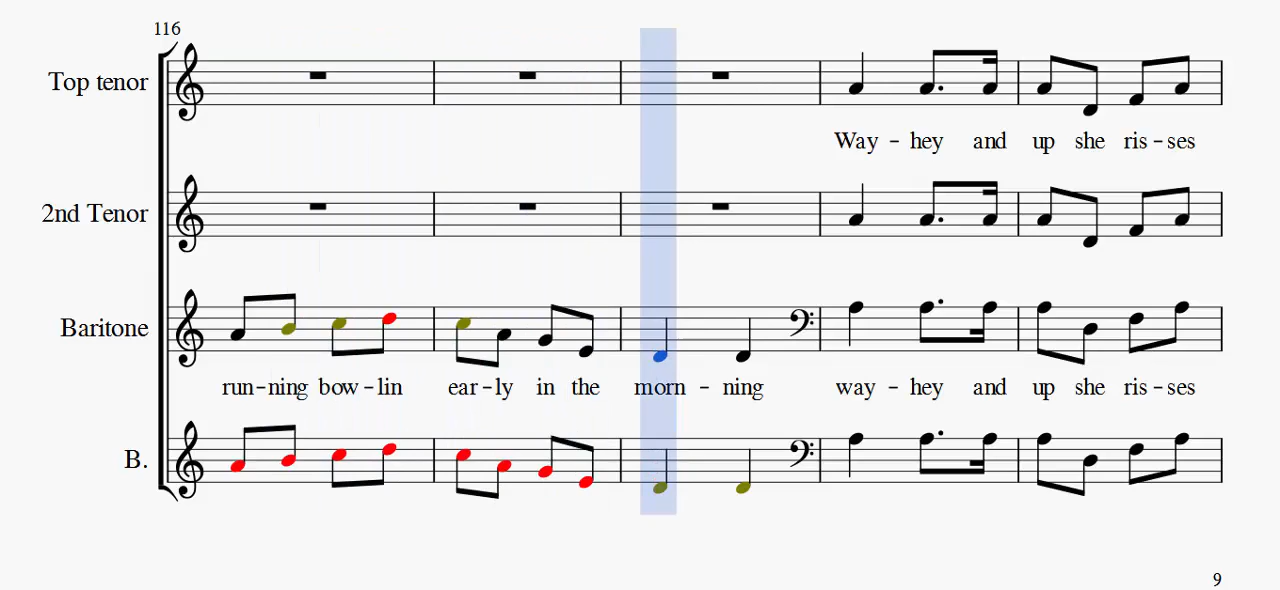 116
Top tenor
Way - hey and up she ris - ses
2nd Tenor
Baritone
run - ning bow - lin ear - ly in the morn - ning way - hey and up she ris - ses
B.
9